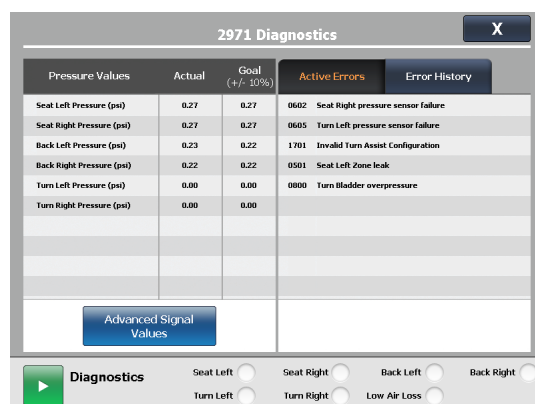 2971 Diagnostics
X
Pressure Values Actual Goal (+/- 10%)
Seat Left Pressure (psi) 0.27 0.27
Seat Right Pressure (psi) 0.27 0.27
Back Left Pressure (psi) 0.23 0.22
Back Right Pressure (psi) 0.22 0.22
Turn Left Pressure (psi) 0.00 0.00
Turn Right Pressure (psi) 0.00 0.00
Advanced Signal
Values
Active Errors Error History
0602 Seat Right pressure sensor failure
0605 Turn Left pressure sensor failure
1701 Invalid Turn Assist Configuration
0501 Seat Left Zone leak
0800 Turn Bladder overpressure
Diagnostics
Seat Left Seat Right Back Left Back Right
Turn Left Turn Right Low Air Loss